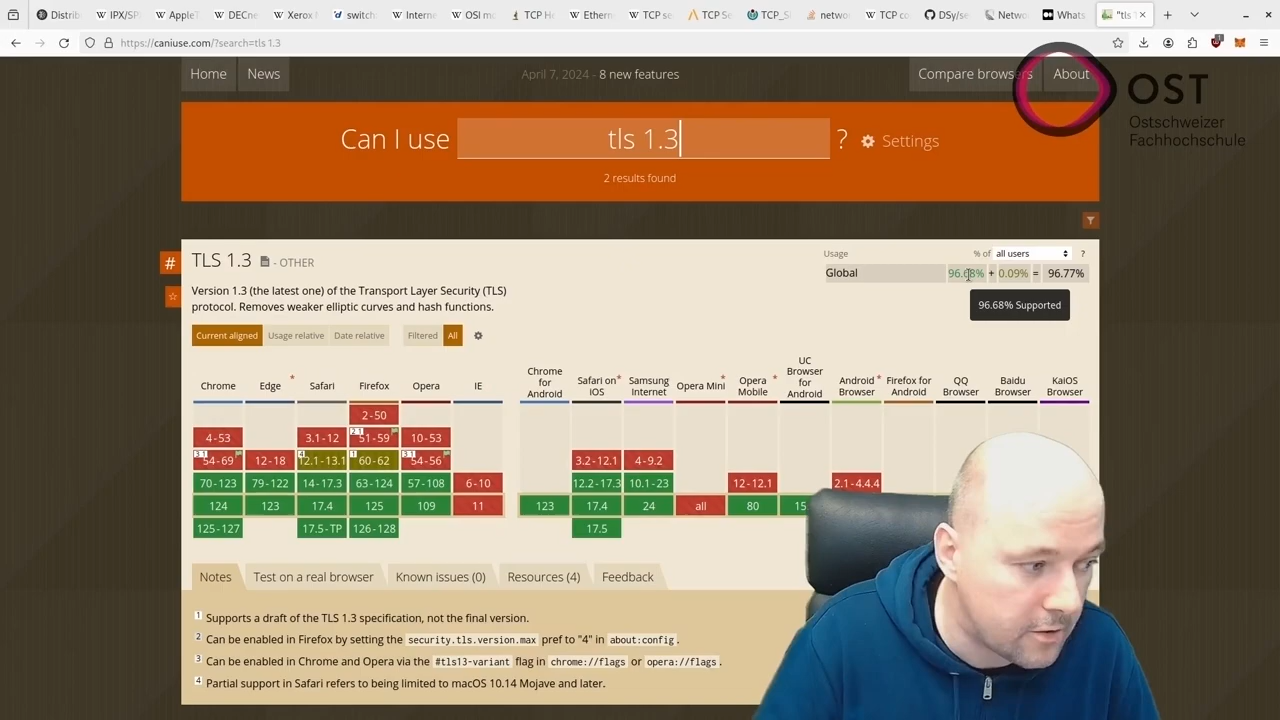 Distrib
IPX/SP
AppleT
DECne
Xerox N
switch
Interne
OSI mo
TCP He
Ethern
TCP se
TCP Se
TCP_Si
networ
TCP co
DSy/se
Netwo
Whats
"tls 1
https://caniuse.com/?search=tls 1.3
Home
News
April 7, 2024 - 8 new features
Compare browsers
About
OST
Ostschweizer
Fachhochschule
Can I use tls 1.3 ? Settings
2 results found
# TLS 1.3 - OTHER
Usage % of all users ?
Global 96.68% + 0.09% = 96.77%
96.68% Supported
Version 1.3 (the latest one) of the Transport Layer Security (TLS)
protocol. Removes weaker elliptic curves and hash functions.
Current aligned Usage relative Date relative Filtered All
Chrome Edge * Safari Firefox Opera IE
Chrome
for
Android
Safari on *
iOS
Samsung
Internet
Opera Mini *
Opera *
Mobile
UC
Browser
for
Android
Android *
Browser
Firefox for
Android
QQ
Browser
Baidu
Browser
KaiOS
Browser
2-50
4-53 3.1-12 2 1 51-59 10-53
3 1 54-69 12-18 4 12.1-13.1 1 60-62 3 1 54-56 3.2-12.1 4-9.2
70-123 79-122 14-17.3 63-124 57-108 6-10 12.2-17.3 10.1-23 12-12.1 2.1-4.4.4
124 123 17.4 125 109 11 123 17.4 24 all 80 15
125-127 17.5-TP 126-128 17.5
Notes Test on a real browser Known issues (0) Resources (4) Feedback
1 Supports a draft of the TLS 1.3 specification, not the final version.
2 Can be enabled in Firefox by setting the security.tls.version.max pref to "4" in about:config.
3 Can be enabled in Chrome and Opera via the #tls13-variant flag in chrome://flags or opera://flags.
4 Partial support in Safari refers to being limited to macOS 10.14 Mojave and later.